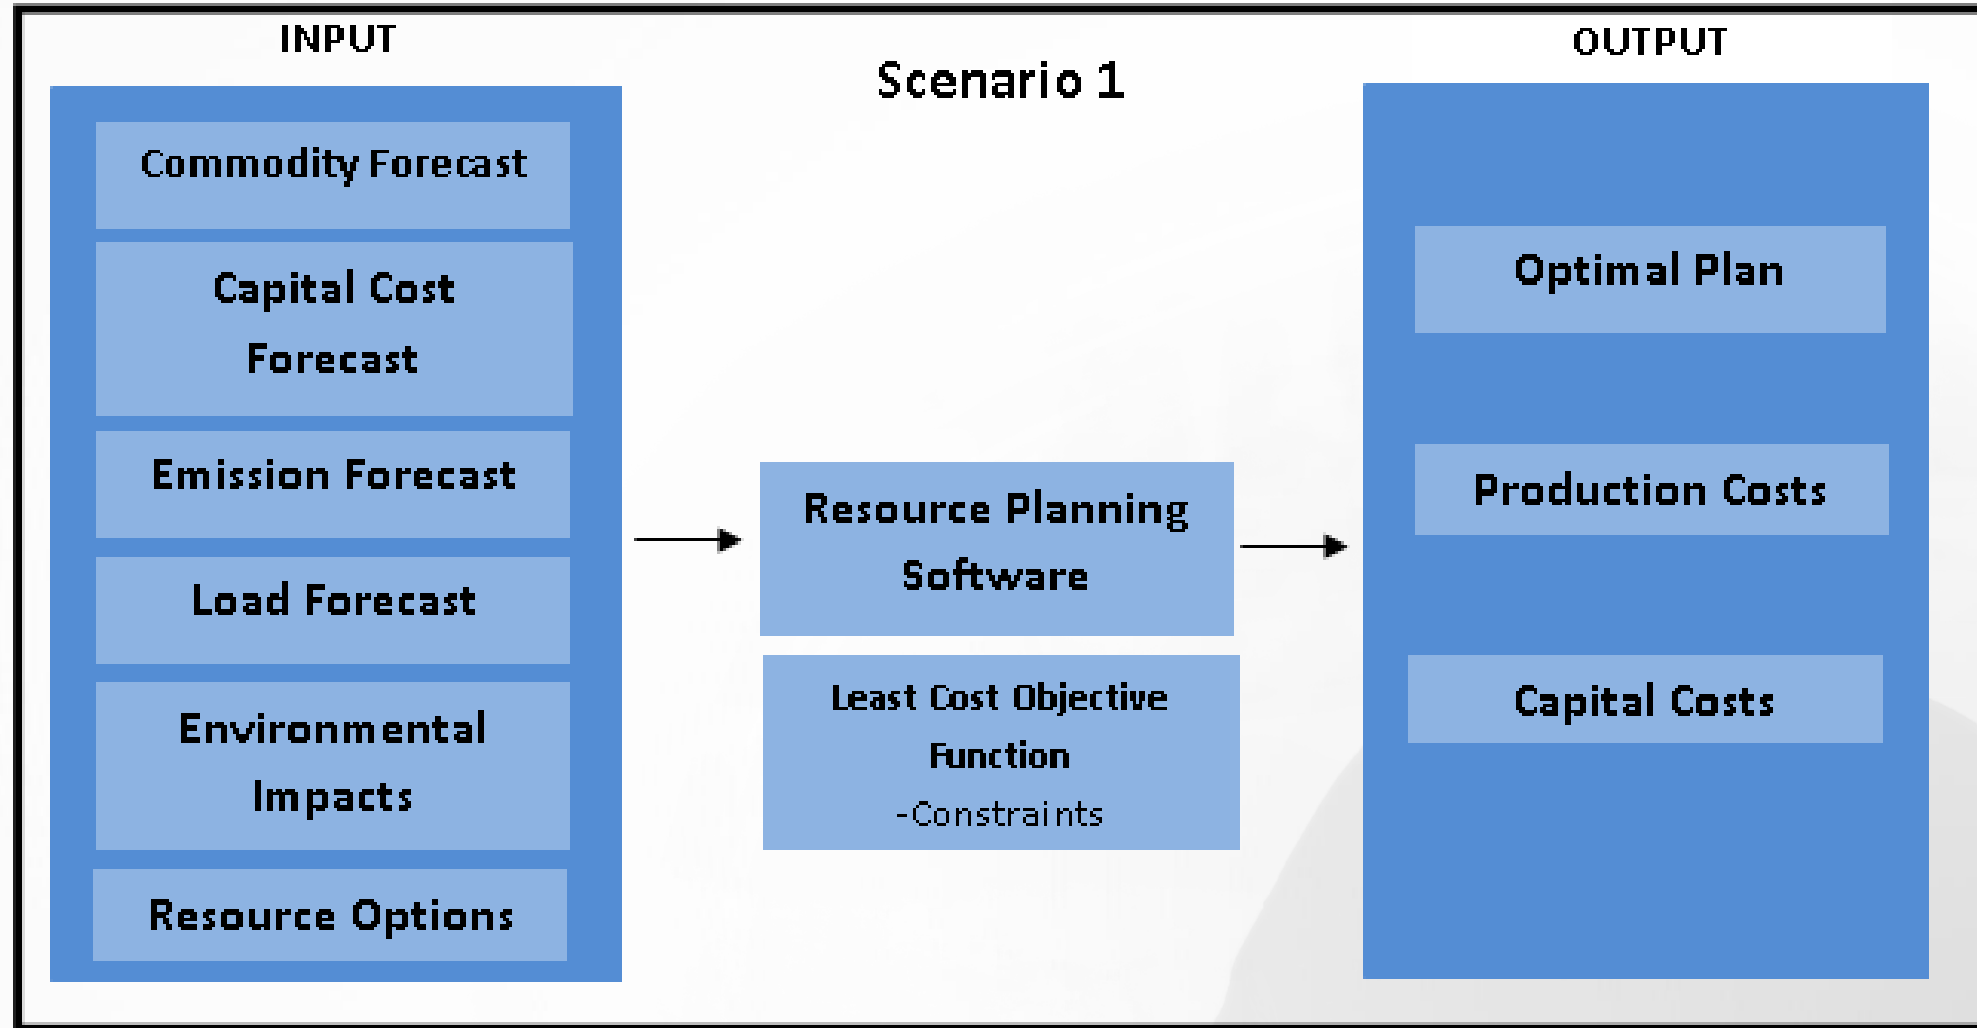 INPUT
Commodity Forecast
Capital Cost
Forecast
Emission Forecast
Load Forecast
Environmental
Impacts
Resource Options
Scenario 1
Resource Planning
Software
Least Cost Objective
Function
-Constraints
OUTPUT
Optimal Plan
Production Costs
Capital Costs